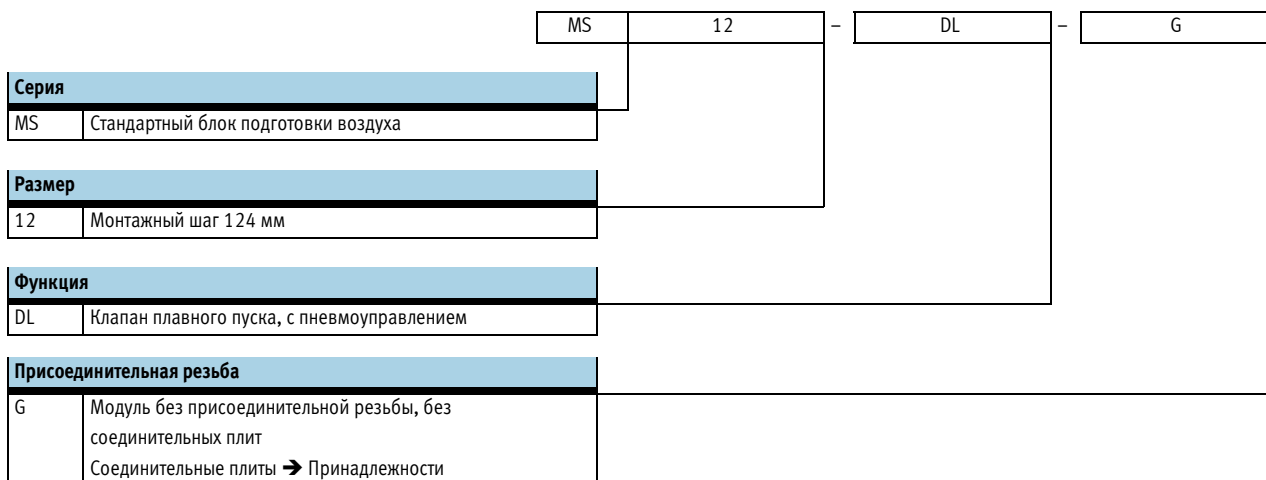 MS 12 – DL – G
Серия
MS Стандартный блок подготовки воздуха
Размер
12 Монтажный шаг 124 мм
Функция
DL Клапан плавного пуска, с пневмоуправлением
Присоединительная резьба
G Модуль без присоединительной резьбы, без
соединительных плит
Соединительные плиты ➔ Принадлежности